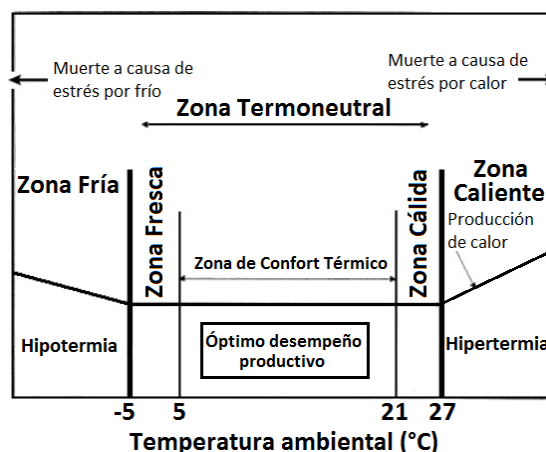 Muerte a causa de
estrés por frío
Muerte a causa de
estrés por calor
Zona Termoneutral
Zona Fría
Zona Fresca
Zona de Confort Térmico
Zona Cálida
Zona
Caliente
Producción
de calor
Hipotermia
Óptimo desempeño
productivo
Hipertermia
-5 5 21 27
Temperatura ambiental (°C)